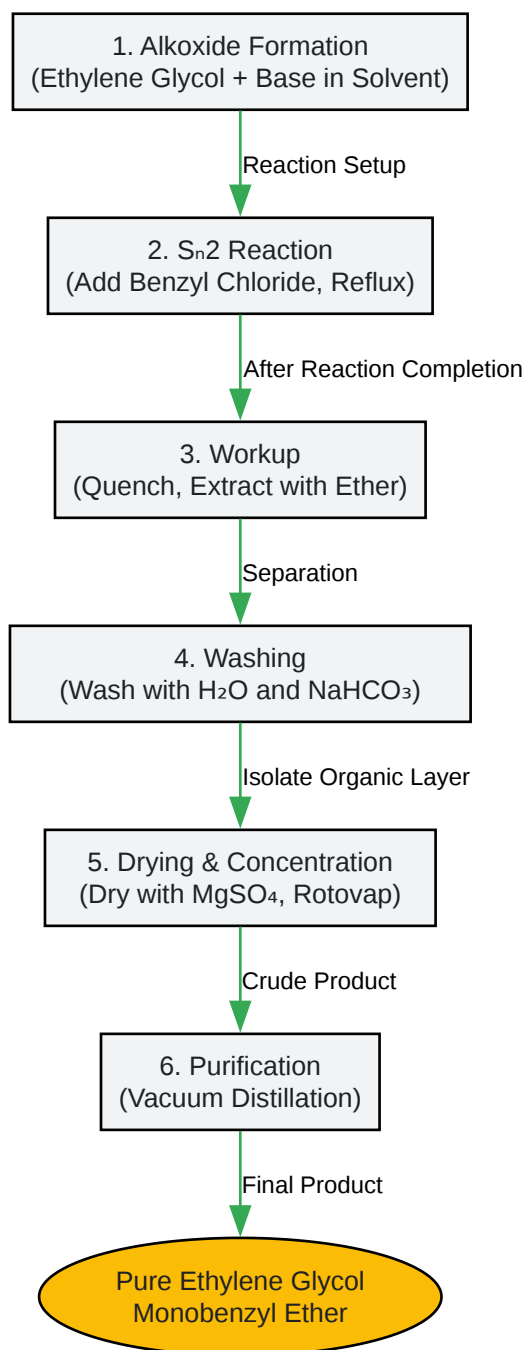 1. Alkoxide Formation
(Ethylene Glycol + Base in Solvent)
Reaction Setup
2. Sₙ2 Reaction
(Add Benzyl Chloride, Reflux)
After Reaction Completion
3. Workup
(Quench, Extract with Ether)
Separation
4. Washing
(Wash with H₂O and NaHCO₃)
Isolate Organic Layer
5. Drying & Concentration
(Dry with MgSO₄, Rotovap)
Crude Product
6. Purification
(Vacuum Distillation)
Final Product
Pure Ethylene Glycol
Monobenzyl Ether